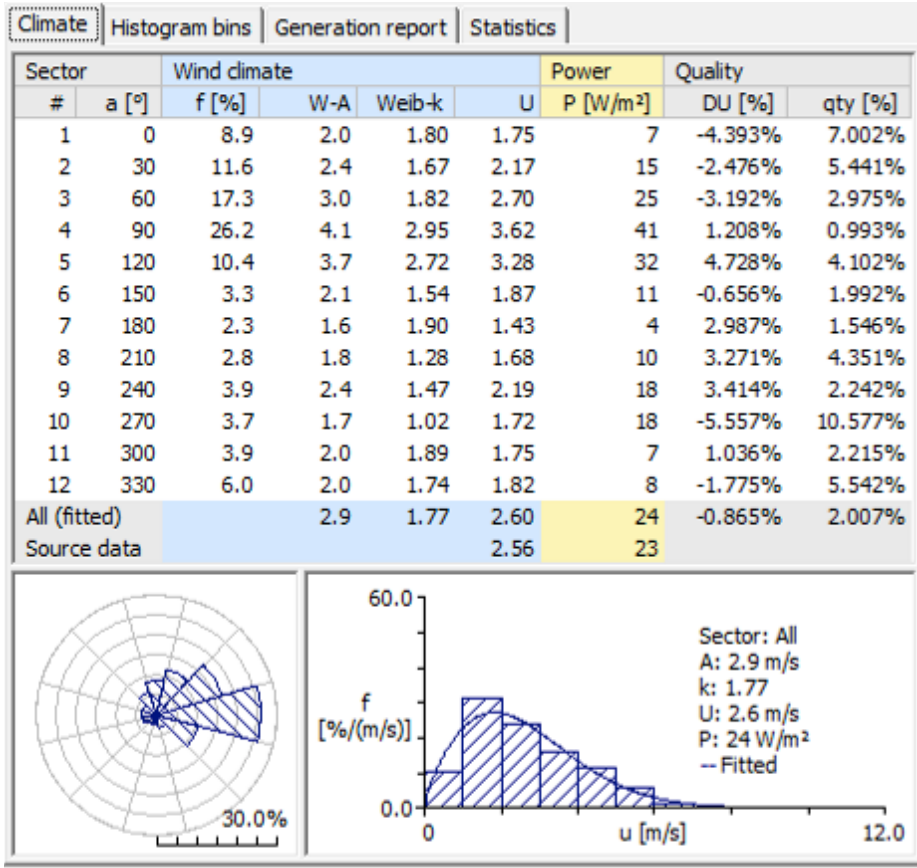 Climate Histogram bins Generation report Statistics
Sector Wind climate Power Quality
# a [°] f [%] W-A Weib-k U P [W/m²] DU [%] qty [%]
1 0 8.9 2.0 1.80 1.75 7 -4.393% 7.002%
2 30 11.6 2.4 1.67 2.17 15 -2.476% 5.441%
3 60 17.3 3.0 1.82 2.70 25 -3.192% 2.975%
4 90 26.2 4.1 2.95 3.62 41 1.208% 0.993%
5 120 10.4 3.7 2.72 3.28 32 4.728% 4.102%
6 150 3.3 2.1 1.54 1.87 11 -0.656% 1.992%
7 180 2.3 1.6 1.90 1.43 4 2.987% 1.546%
8 210 2.8 1.8 1.28 1.68 10 3.271% 4.351%
9 240 3.9 2.4 1.47 2.19 18 3.414% 2.242%
10 270 3.7 1.7 1.02 1.72 18 -5.557% 10.577%
11 300 3.9 2.0 1.89 1.75 7 1.036% 2.215%
12 330 6.0 2.0 1.74 1.82 8 -1.775% 5.542%
All (fitted) 2.9 1.77 2.60 24 -0.865% 2.007%
Source data 2.56 23
30.0%
60.0
f
[%/(m/s)]
0.0
0 u [m/s] 12.0
Sector: All
A: 2.9 m/s
k: 1.77
U: 2.6 m/s
P: 24 W/m²
-- Fitted